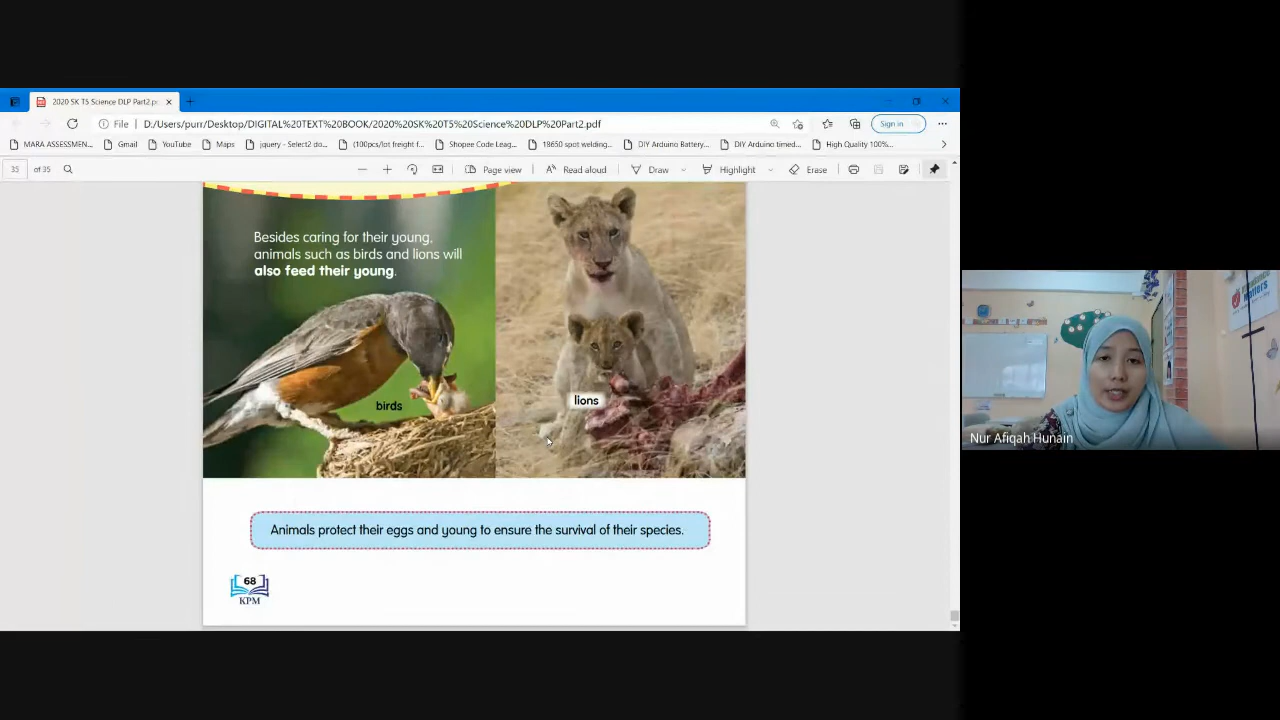 2020 SK T5 Science DLP Part2.pc
File
D:/Users/purr/Desktop/DIGITAL%20TEXT%20BOOK/2020%20SK%20T5%20Science%20DLP%20Part2.pdf
Sign in
MARA ASSESSMEN...
Gmail
YouTube
Maps
jquery - Select2 do...
(100pcs/lot freight f...
Shopee Code Leag...
18650 spot welding...
DIY Arduino Battery...
DIY Arduino timed...
High Quality 100%...
35 of 35
Page view
Read aloud
Draw
Highlight
Erase
Besides caring for their young,
animals such as birds and lions will
also feed their young.
birds
lions
Animals protect their eggs and young to ensure the survival of their species.
68
KPM
Nur Afiqah Hunain